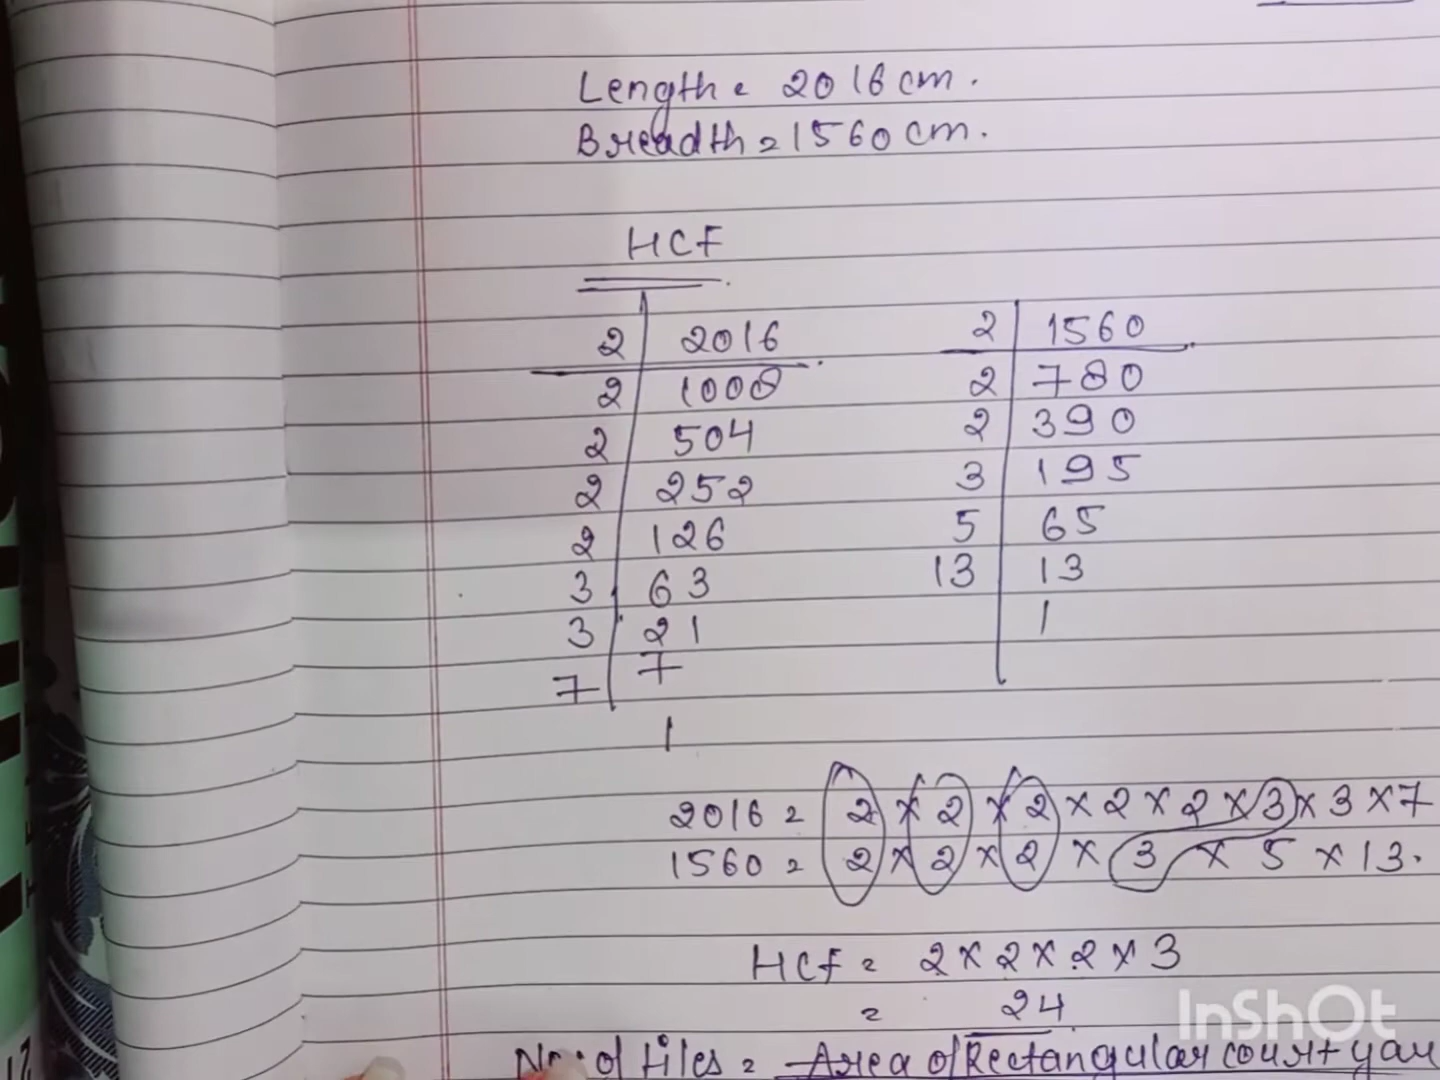 Length = 2016 cm.
Breadth = 1560 cm.
HCF
2 | 2016
2 | 1008
2 | 504
2 | 252
2 | 126
3 | 63
3 | 21
7 | 7
1
2 | 1560
2 | 780
2 | 390
3 | 195
5 | 65
13 | 13
1
2016 = 2 × 2 × 2 × 2 × 2 × 3 × 3 × 7
1560 = 2 × 2 × 2 × 3 × 5 × 13.
HCF = 2 × 2 × 2 × 3
= 24
InShOt
No. of tiles = Area of Rectangular courtyar